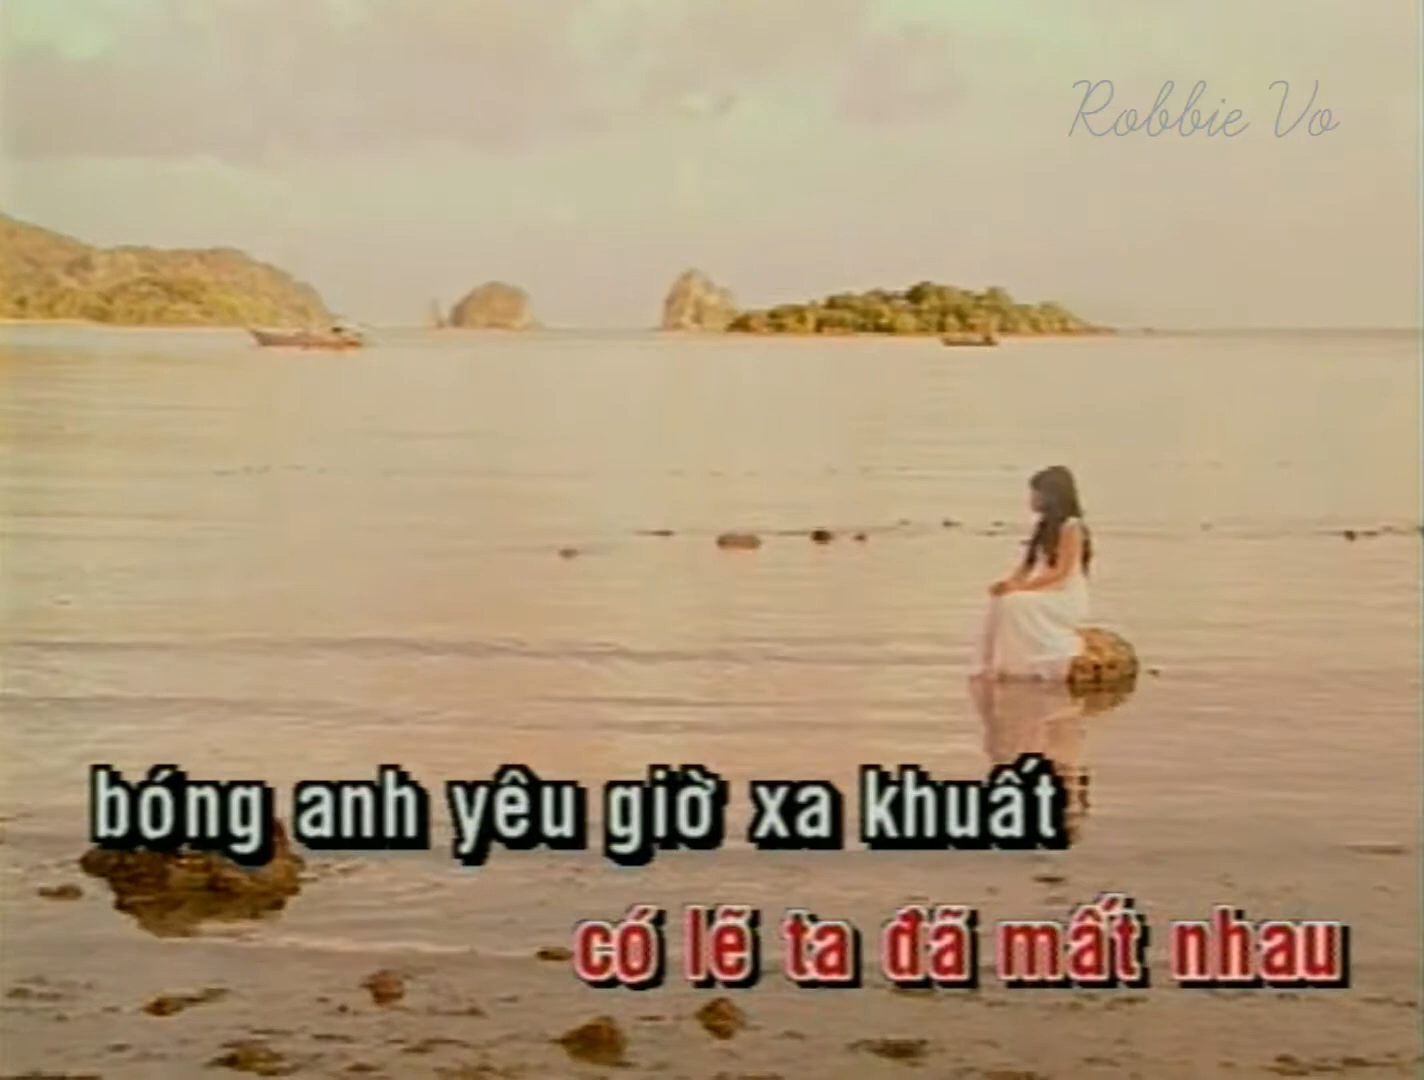 Robbie Vo
bóng anh yêu giờ xa khuất
có lẽ ta đã mất nhau